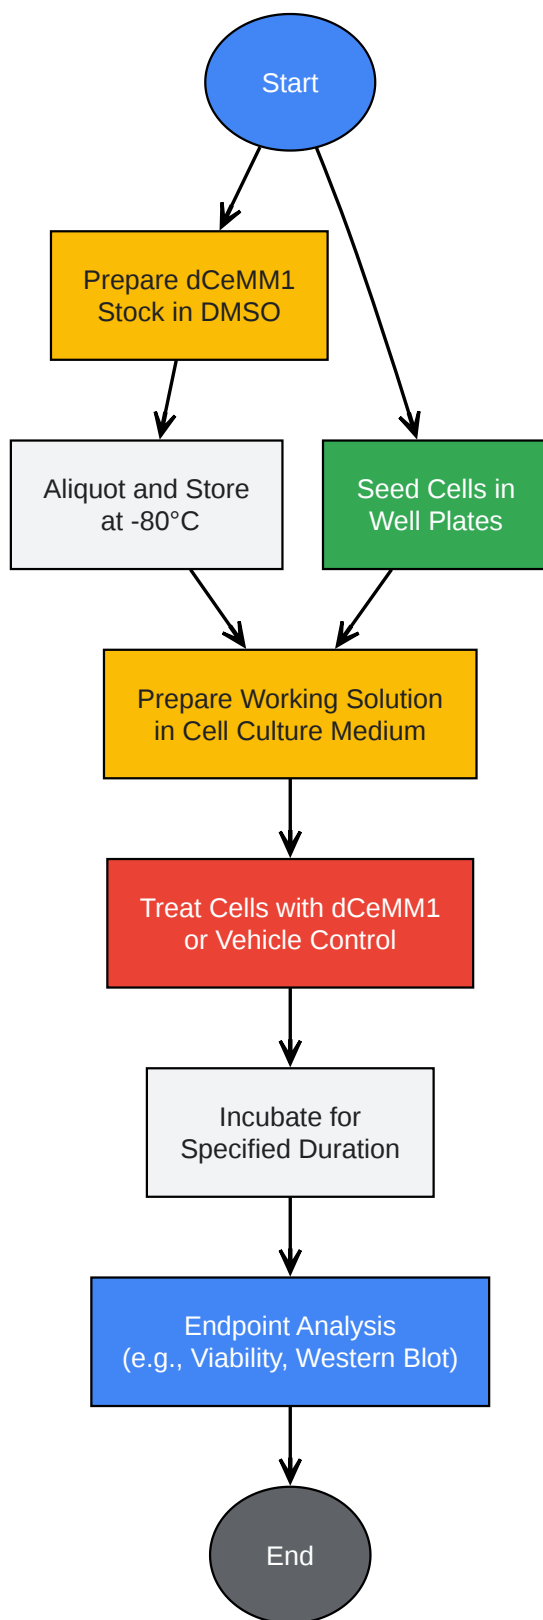 Start
Prepare dCeMM1
Stock in DMSO
Aliquot and Store
at -80°C
Seed Cells in
Well Plates
Prepare Working Solution
in Cell Culture Medium
Treat Cells with dCeMM1
or Vehicle Control
Incubate for
Specified Duration
Endpoint Analysis
(e.g., Viability, Western Blot)
End